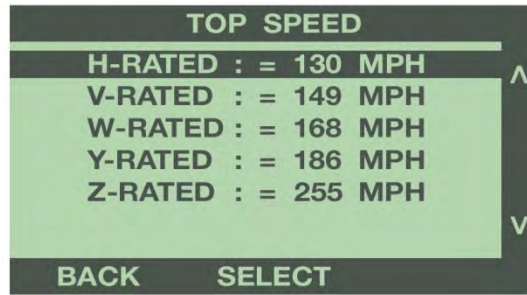 TOP SPEED
H-RATED : = 130 MPH
V-RATED : = 149 MPH
W-RATED : = 168 MPH
Y-RATED : = 186 MPH
Z-RATED : = 255 MPH
BACK SELECT